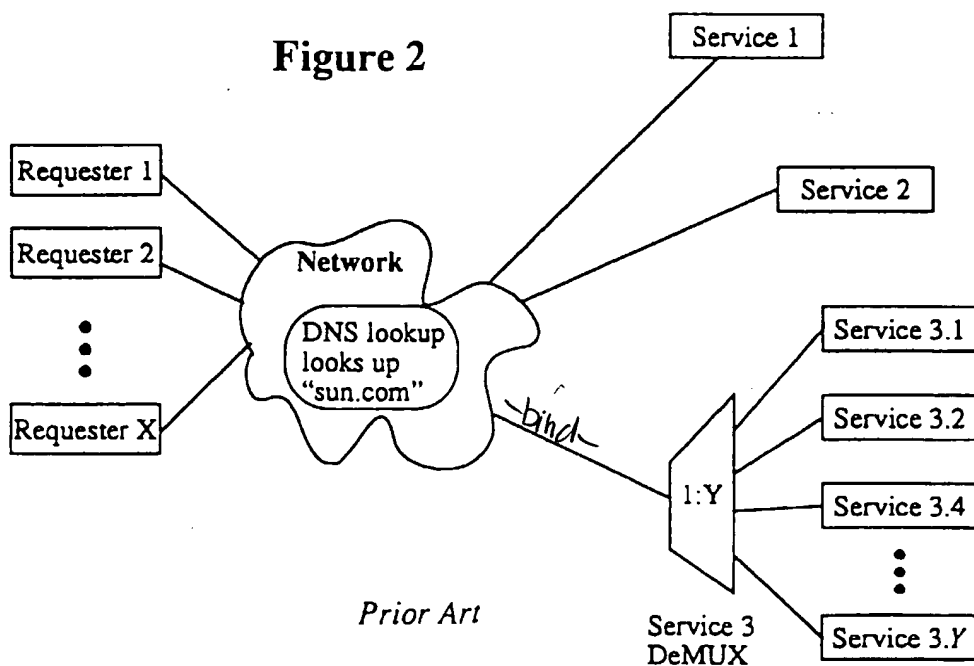 Figure 2
Service 1
Requester 1
Service 2
Requester 2
Network
DNS lookup
looks up
“sun.com”
Service 3.1
Requester X
-bind-
Service 3.2
1:Y
Service 3.4
Prior Art
Service 3
DeMUX
Service 3.Y